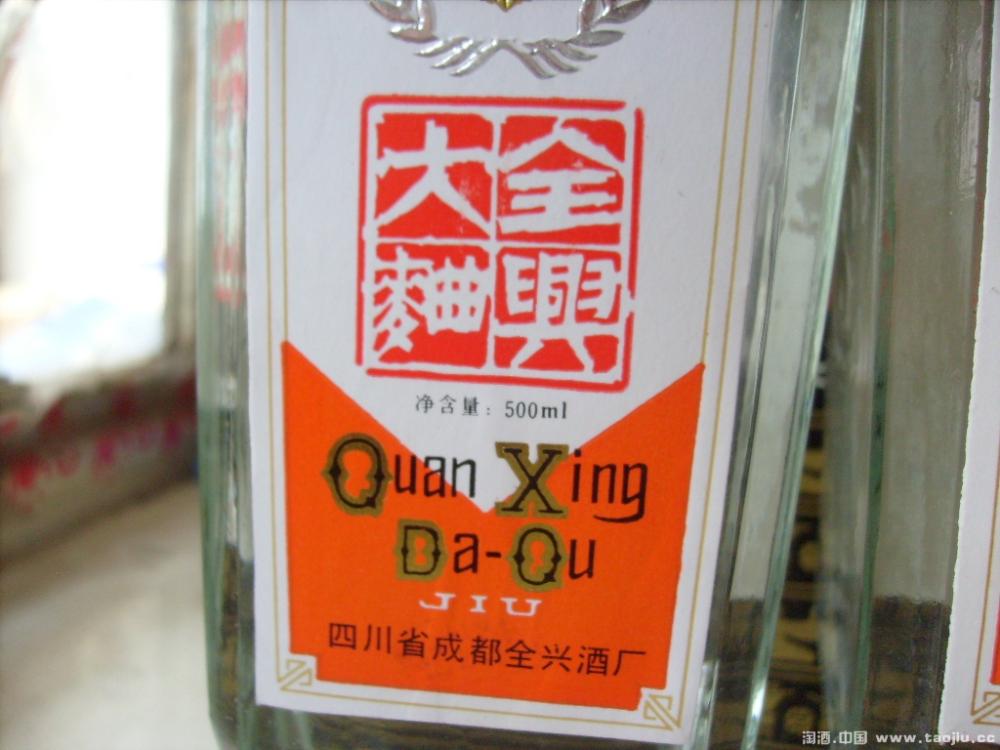 全興
大麯
净含量: 500ml
Quan Xing
Da-Qu
JIU
四川省成都全兴酒厂
淘酒.中国 www.taojiu.cc